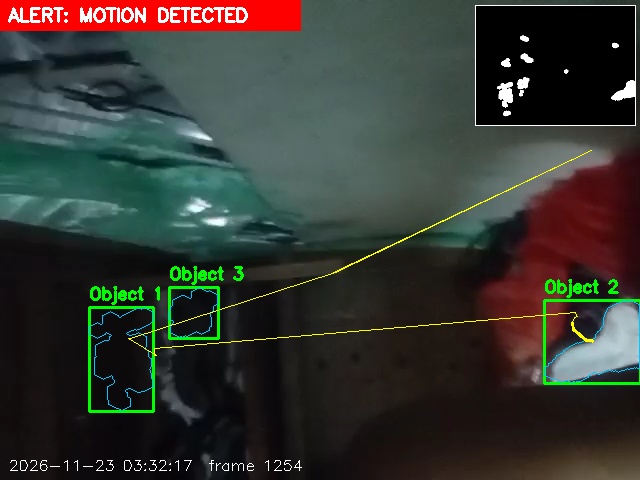 ALERT: MOTION DETECTED
Object 1
Object 3
Object 2
2026-11-23 03:32:17 frame 1254